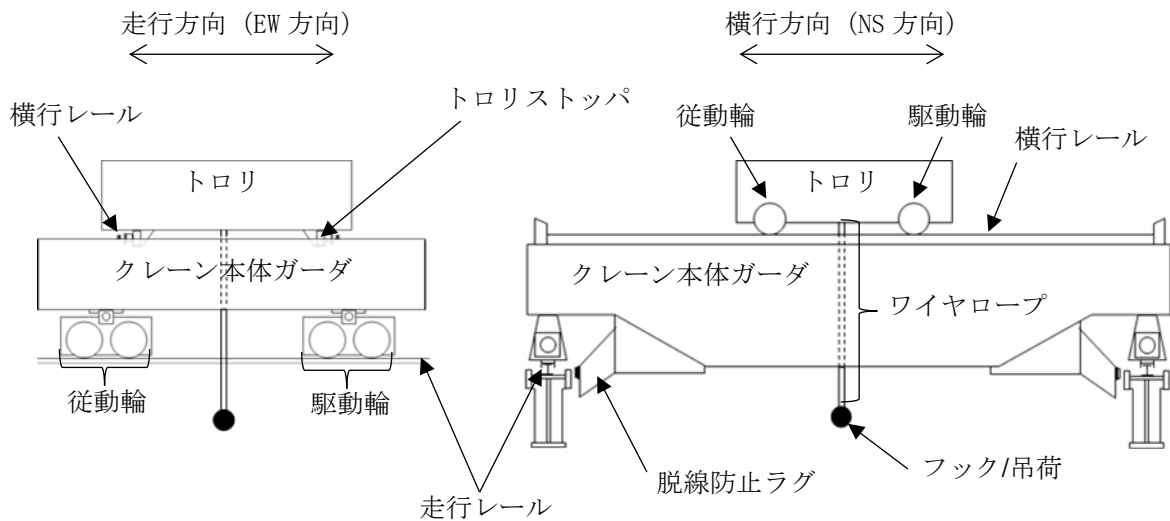 走行方向 (EW 方向)
横行レール
トロリストッパ
トロリ
クレーン本体ガーダ
従動輪
駆動輪
走行レール
横行方向 (NS 方向)
従動輪
駆動輪
横行レール
トロリ
クレーン本体ガーダ
ワイヤロープ
脱線防止ラグ
フック/吊荷